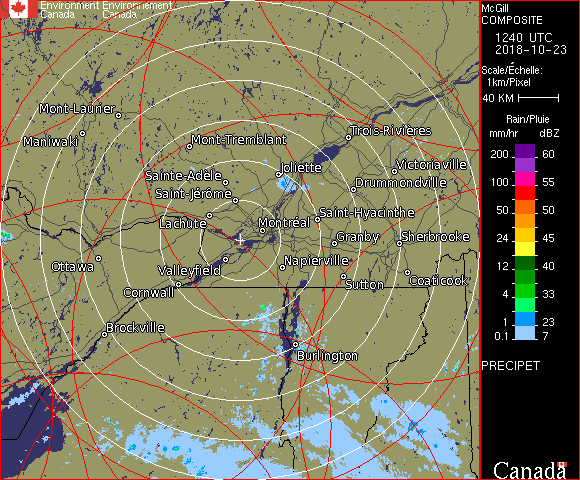 Environment Environnement
Canada Canada
McGill
COMPOSITE
1240 UTC
2018-10-23
Scale/Échelle:
1km/Pixel
40 KM
Rain/Pluie
mm/hr dBZ
200 60
55
100 55
50 50
24 45
12 40
4 33
1 23
0.1 7
PRECIPET
Canada
Mont-Laurier
Maniwaki
Mont-Tremblant
Trois-Rivières
Sainte-Adèle
Joliette
Victoriaville
Saint-Jérôme
Drummondville
Lachute
Montréal
Saint-Hyacinthe
Granby
Sherbrooke
Ottawa
Valleyfield
Napierville
Sutton
Coaticook
Cornwall
Brockville
Burlington